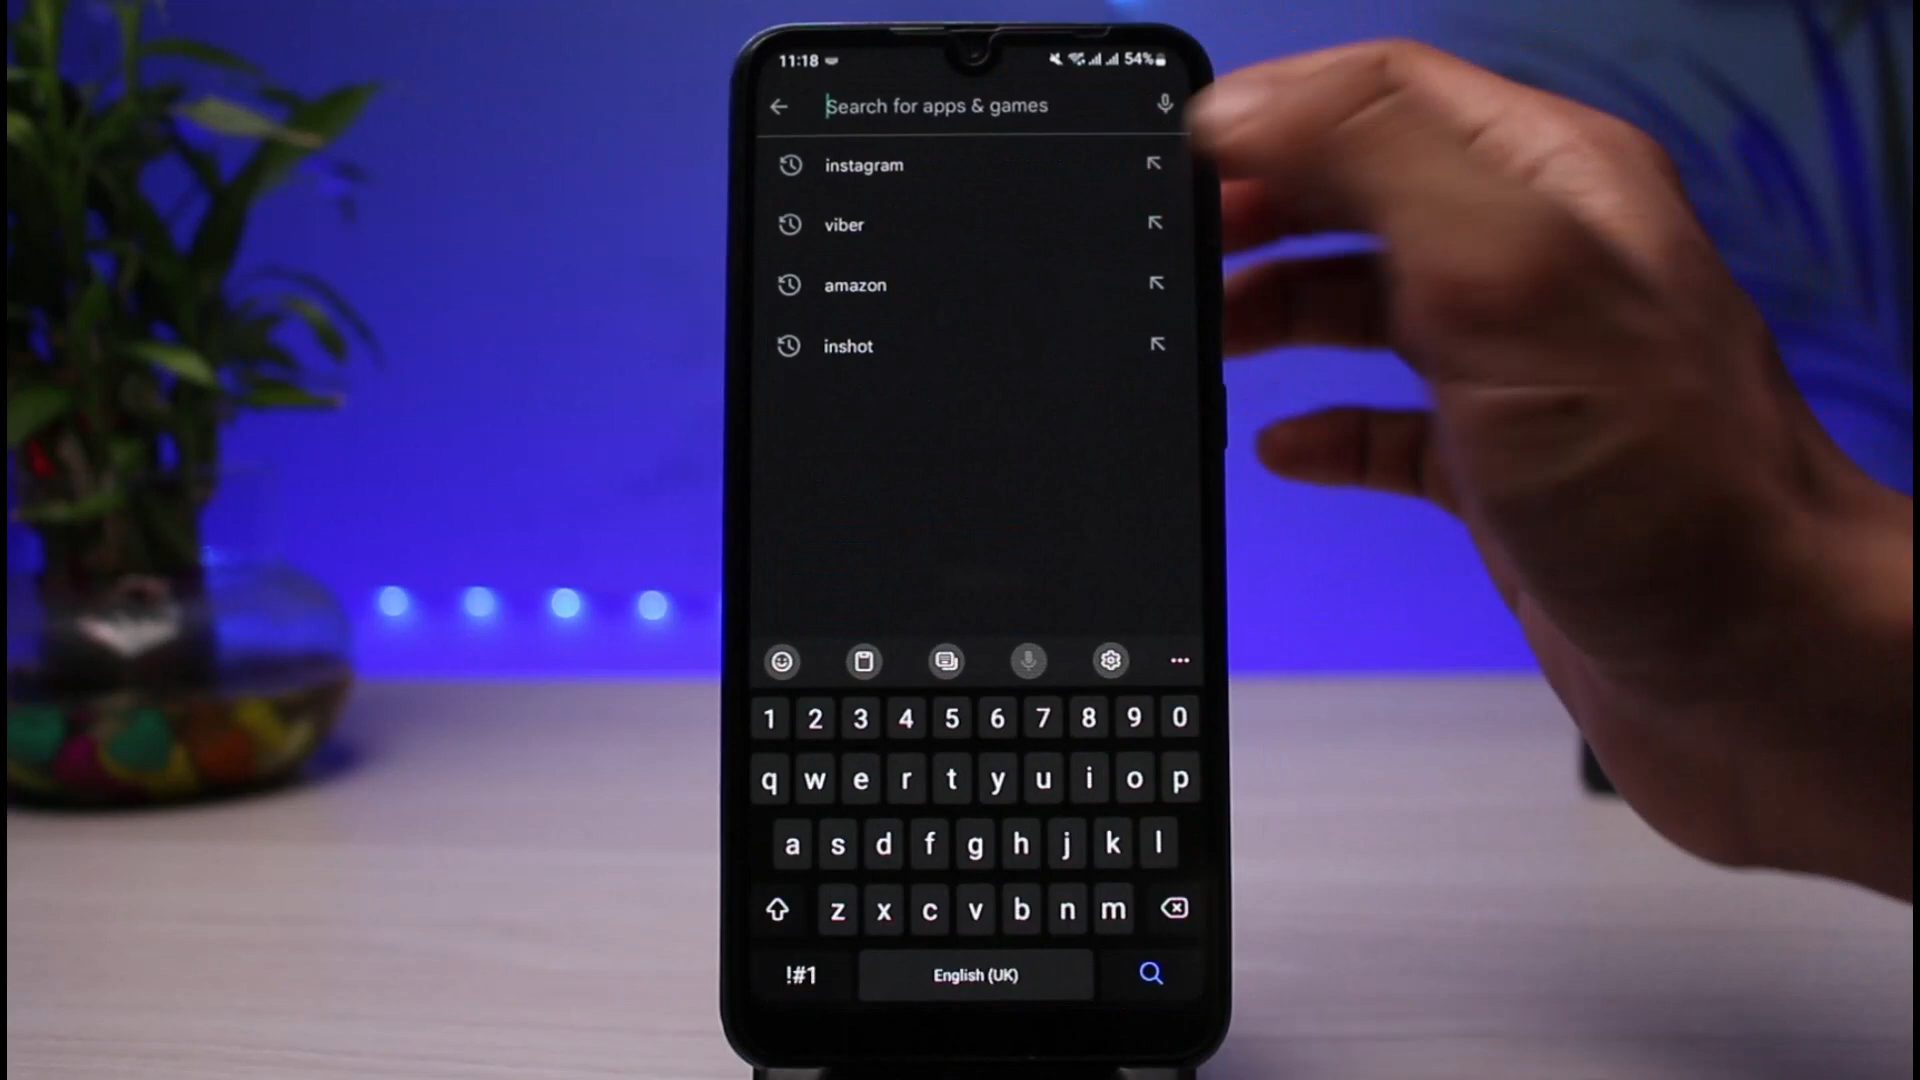 11:18 54%
Search for apps & games
instagram
viber
amazon
inshot
1 2 3 4 5 6 7 8 9 0
q w e r t y u i o p
a s d f g h j k l
z x c v b n m
!#1 English (UK)